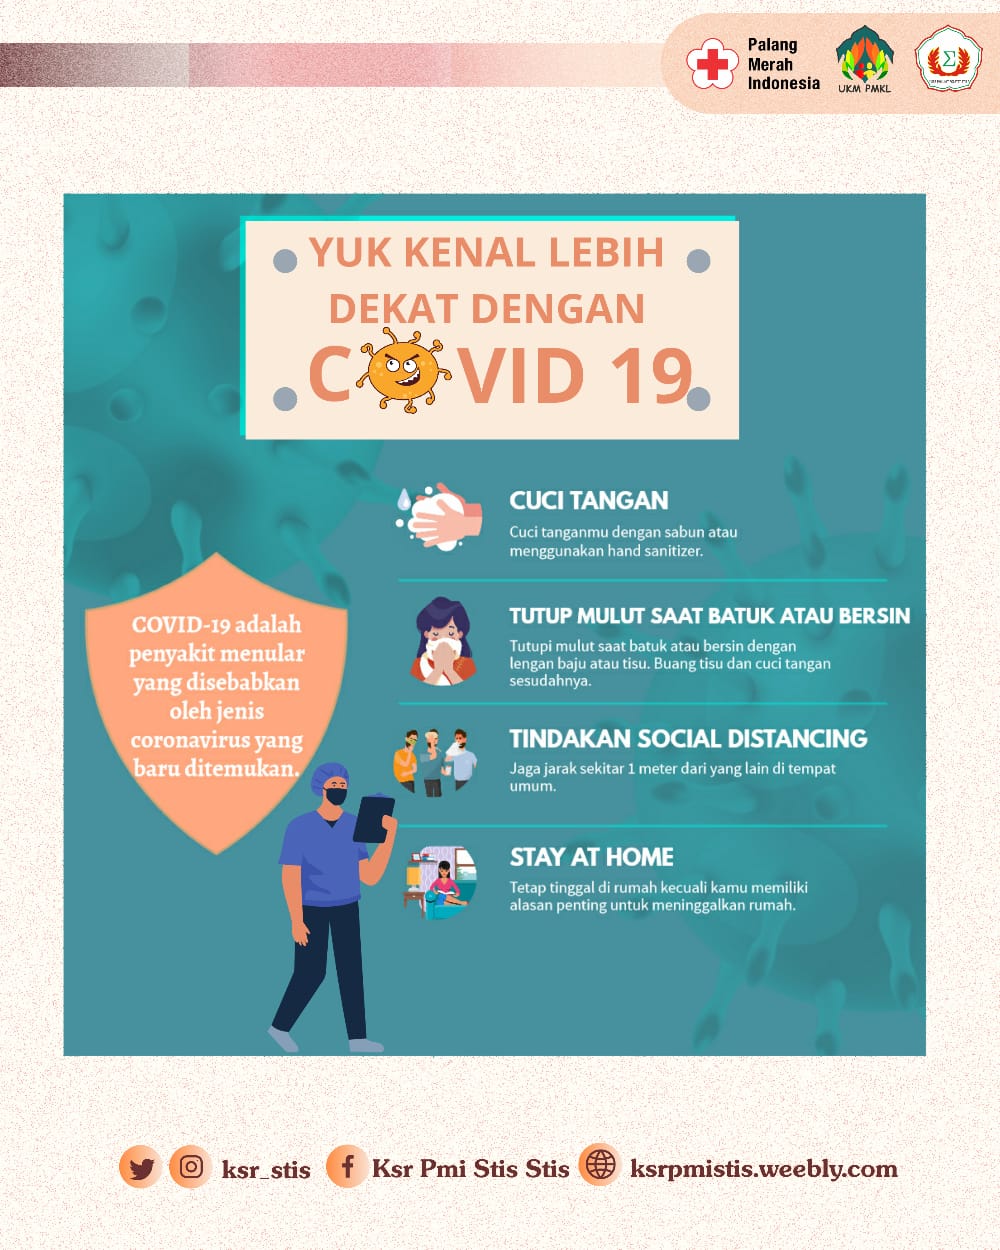 Palang
Merah
Indonesia
UKM PMKL
YUK KENAL LEBIH
DEKAT DENGAN
COVID 19
CUCI TANGAN
Cuci tanganmu dengan sabun atau
menggunakan hand sanitizer.
TUTUP MULUT SAAT BATUK ATAU BERSIN
Tutupi mulut saat batuk atau bersin dengan
lengan baju atau tisu. Buang tisu dan cuci tangan
sesudahnya.
TINDAKAN SOCIAL DISTANCING
Jaga jarak sekitar 1 meter dari yang lain di tempat
umum.
STAY AT HOME
Tetap tinggal di rumah kecuali kamu memiliki
alasan penting untuk meninggalkan rumah.
COVID-19 adalah
penyakit menular
yang disebabkan
oleh jenis
coronavirus yang
baru ditemukan.
ksr_stis
Ksr Pmi Stis Stis
ksrpmistis.weebly.com